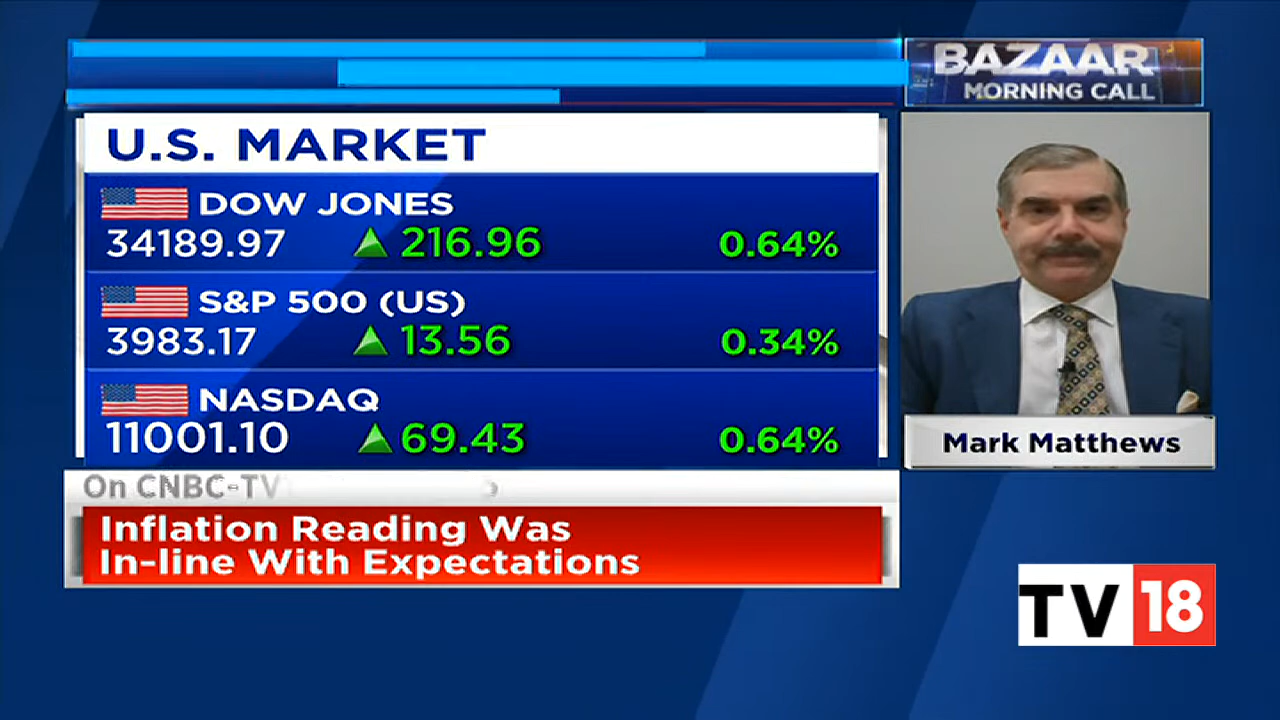 BAZAAR
MORNING CALL
U.S. MARKET
DOW JONES
34189.97 216.96 0.64%
S&P 500 (US)
3983.17 13.56 0.34%
NASDAQ
11001.10 69.43 0.64%
Mark Matthews
On CNBC-TV
Inflation Reading Was
In-line With Expectations
TV18